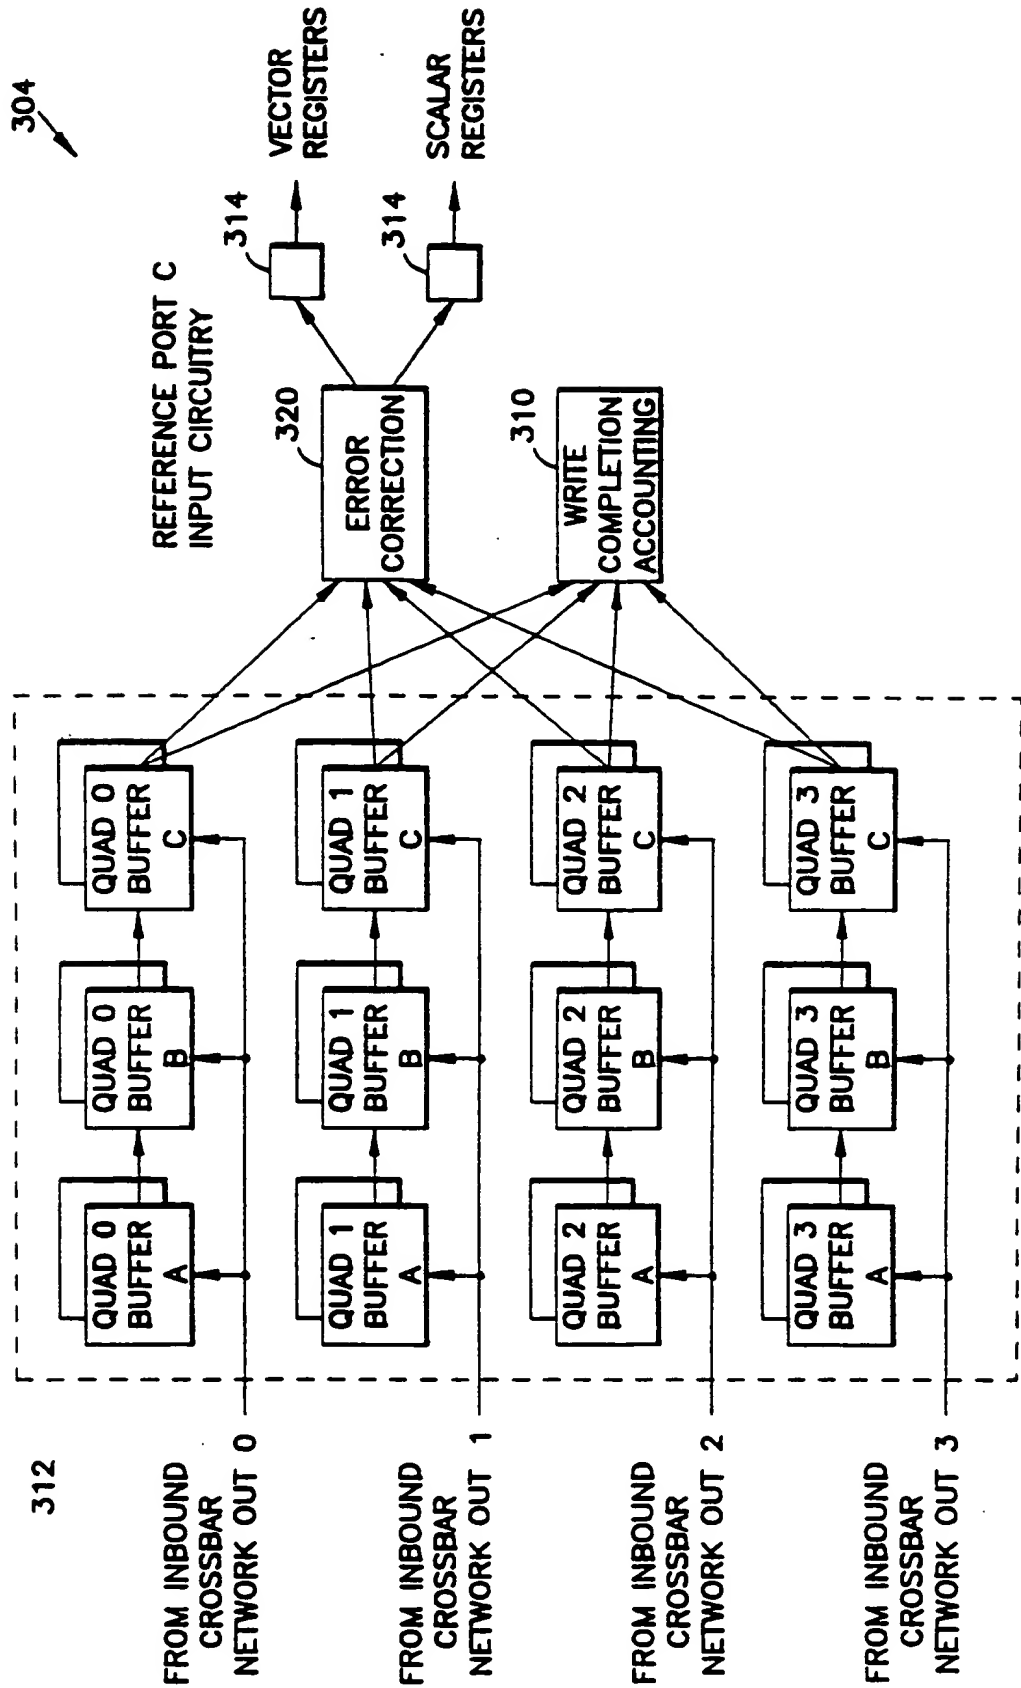 304
REFERENCE PORT C
INPUT CIRCUITRY
312
FROM INBOUND
CROSSBAR
NETWORK OUT 0
QUAD 0
BUFFER
A
QUAD 0
BUFFER
B
QUAD 0
BUFFER
C
FROM INBOUND
CROSSBAR
NETWORK OUT 1
QUAD 1
BUFFER
A
QUAD 1
BUFFER
B
QUAD 1
BUFFER
C
FROM INBOUND
CROSSBAR
NETWORK OUT 2
QUAD 2
BUFFER
A
QUAD 2
BUFFER
B
QUAD 2
BUFFER
C
FROM INBOUND
CROSSBAR
NETWORK OUT 3
QUAD 3
BUFFER
A
QUAD 3
BUFFER
B
QUAD 3
BUFFER
C
320
ERROR
CORRECTION
310
WRITE
COMPLETION
ACCOUNTING
314
VECTOR
REGISTERS
314
SCALAR
REGISTERS